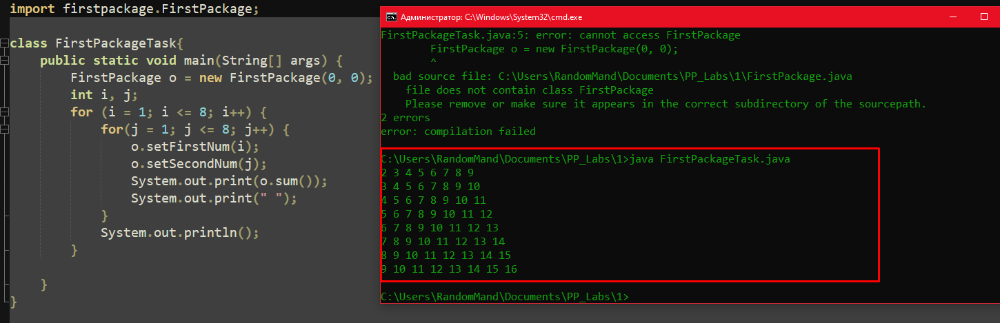 import firstpackage.FirstPackage;
class FirstPackageTask{
public static void main(String[] args) {
FirstPackage o = new FirstPackage(0, 0);
int i, j;
for (i = 1; i <= 8; i++) {
for(j = 1; j <= 8; j++) {
o.setFirstNum(i);
o.setSecondNum(j);
System.out.print(o.sum());
System.out.print(" ");
}
System.out.println();
}
}
}
Администратор: C:\Windows\System32\cmd.exe
FirstPackageTask.java:5: error: cannot access FirstPackage
FirstPackage o = new FirstPackage(0, 0);
^
bad source file: C:\Users\RandomMand\Documents\PP_Labs\1\FirstPackage.java
file does not contain class FirstPackage
Please remove or make sure it appears in the correct subdirectory of the sourcepath.
2 errors
error: compilation failed
C:\Users\RandomMand\Documents\PP_Labs\1>java FirstPackageTask.java
2 3 4 5 6 7 8 9
3 4 5 6 7 8 9 10
4 5 6 7 8 9 10 11
5 6 7 8 9 10 11 12
6 7 8 9 10 11 12 13
7 8 9 10 11 12 13 14
8 9 10 11 12 13 14 15
9 10 11 12 13 14 15 16
C:\Users\RandomMand\Documents\PP_Labs\1>